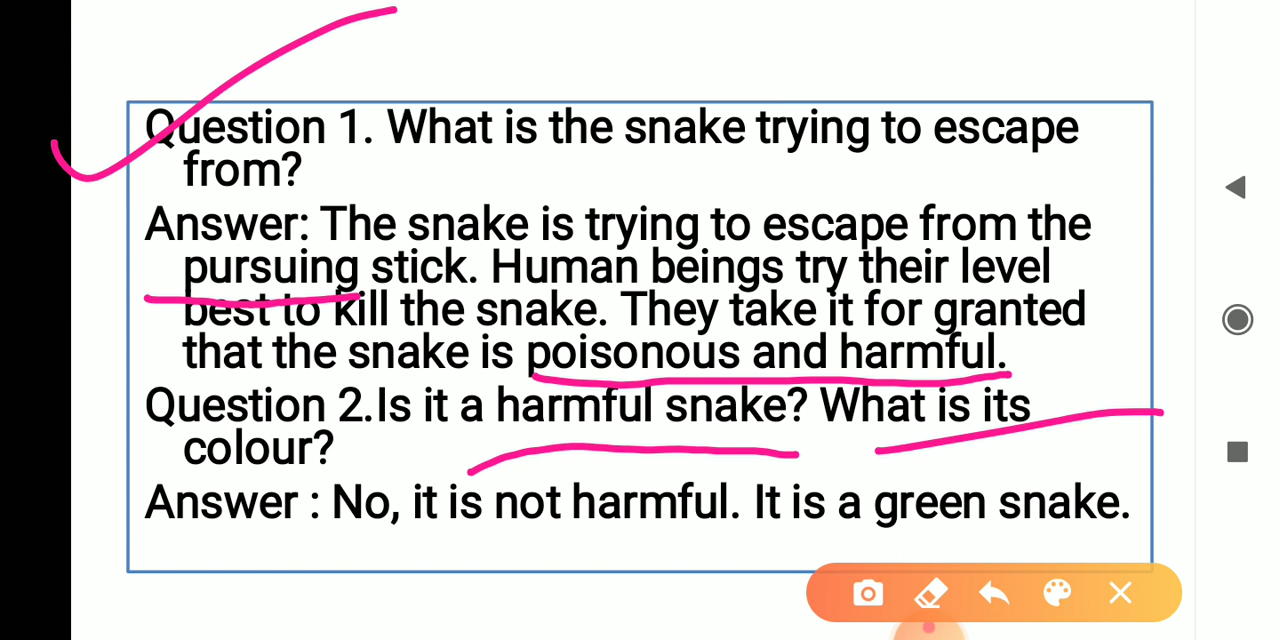 Question 1. What is the snake trying to escape
from?
Answer: The snake is trying to escape from the
pursuing stick. Human beings try their level
best to kill the snake. They take it for granted
that the snake is poisonous and harmful.
Question 2.Is it a harmful snake? What is its
colour?
Answer : No, it is not harmful. It is a green snake.